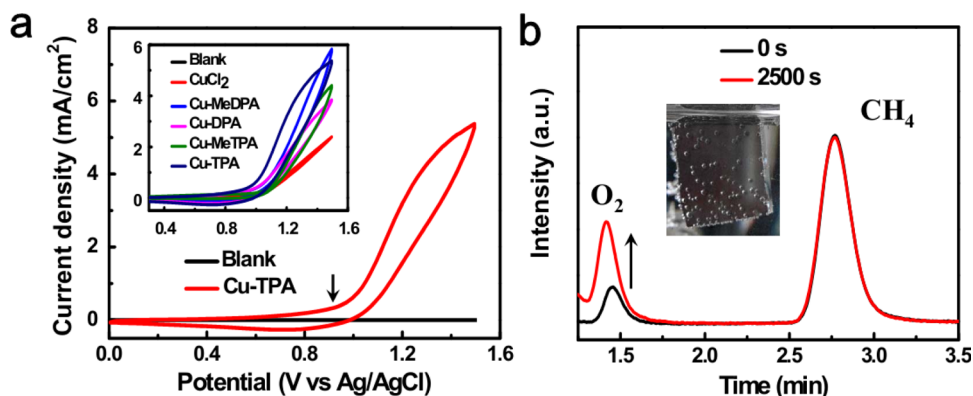 a
Current density (mA/cm²)
8
6
4
2
0
0.0
0.4
0.8
1.2
1.6
Potential (V vs Ag/AgCl)
6
4
2
0
0.4
0.8
1.2
1.6
Blank
CuCl₂
Cu-MeDPA
Cu-DPA
Cu-MeTPA
Cu-TPA
Blank
Cu-TPA
b
Intensity (a.u.)
0 s
2500 s
O₂
CH₄
1.5
2.0
2.5
3.0
3.5
Time (min)